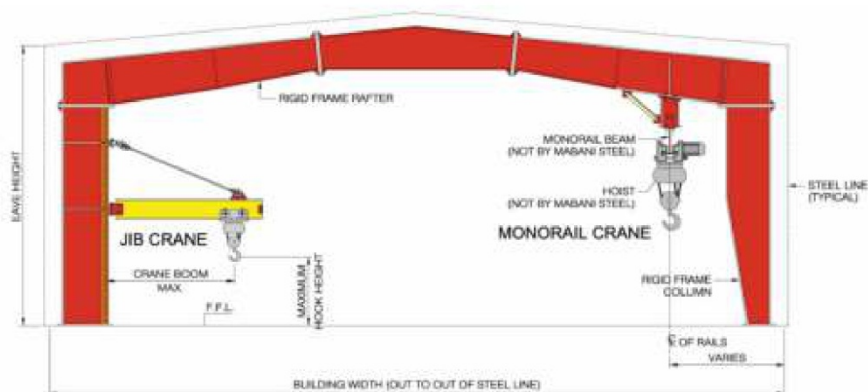 RIGID FRAME RAFTER
MONORAIL BEAM
(NOT BY MABANI STEEL)
HOIST
(NOT BY MABANI STEEL)
STEEL LINE
(TYPICAL)
EAVE HEIGHT
JIB CRANE
MONORAIL CRANE
CRANE BOOM
MAX.
MAXIMUM
HOOK HEIGHT
F.F.L.
RIGID FRAME
COLUMN
℄ OF RAILS
VARIES
BUILDING WIDTH (OUT TO OUT OF STEEL LINE)